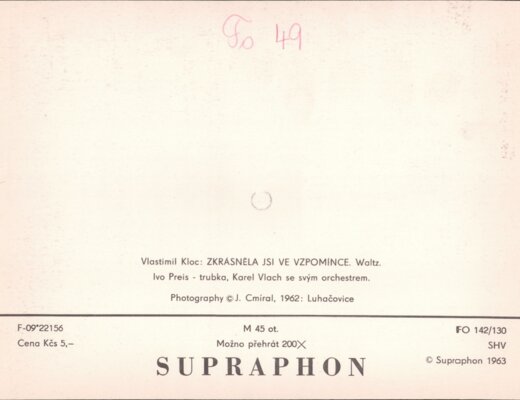 Fo 49
Vlastimil Kloc: ZKRÁSNĚLA JSI VE VZPOMÍNCE. Waltz.
Ivo Preis - trubka, Karel Vlach se svým orchestrem.
Photography © J. Cmíral, 1962: Luhačovice
F-09*22156
M 45 ot.
FO 142/130
Cena Kčs 5,–
Možno přehrát 200X
SHV
SUPRAPHON
© Supraphon 1963